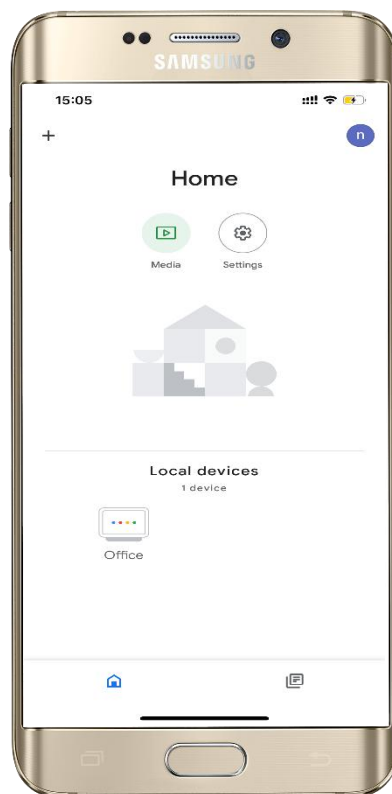 SAMSUNG
15:05
+
n
Home
Media Settings
Local devices
1 device
Office